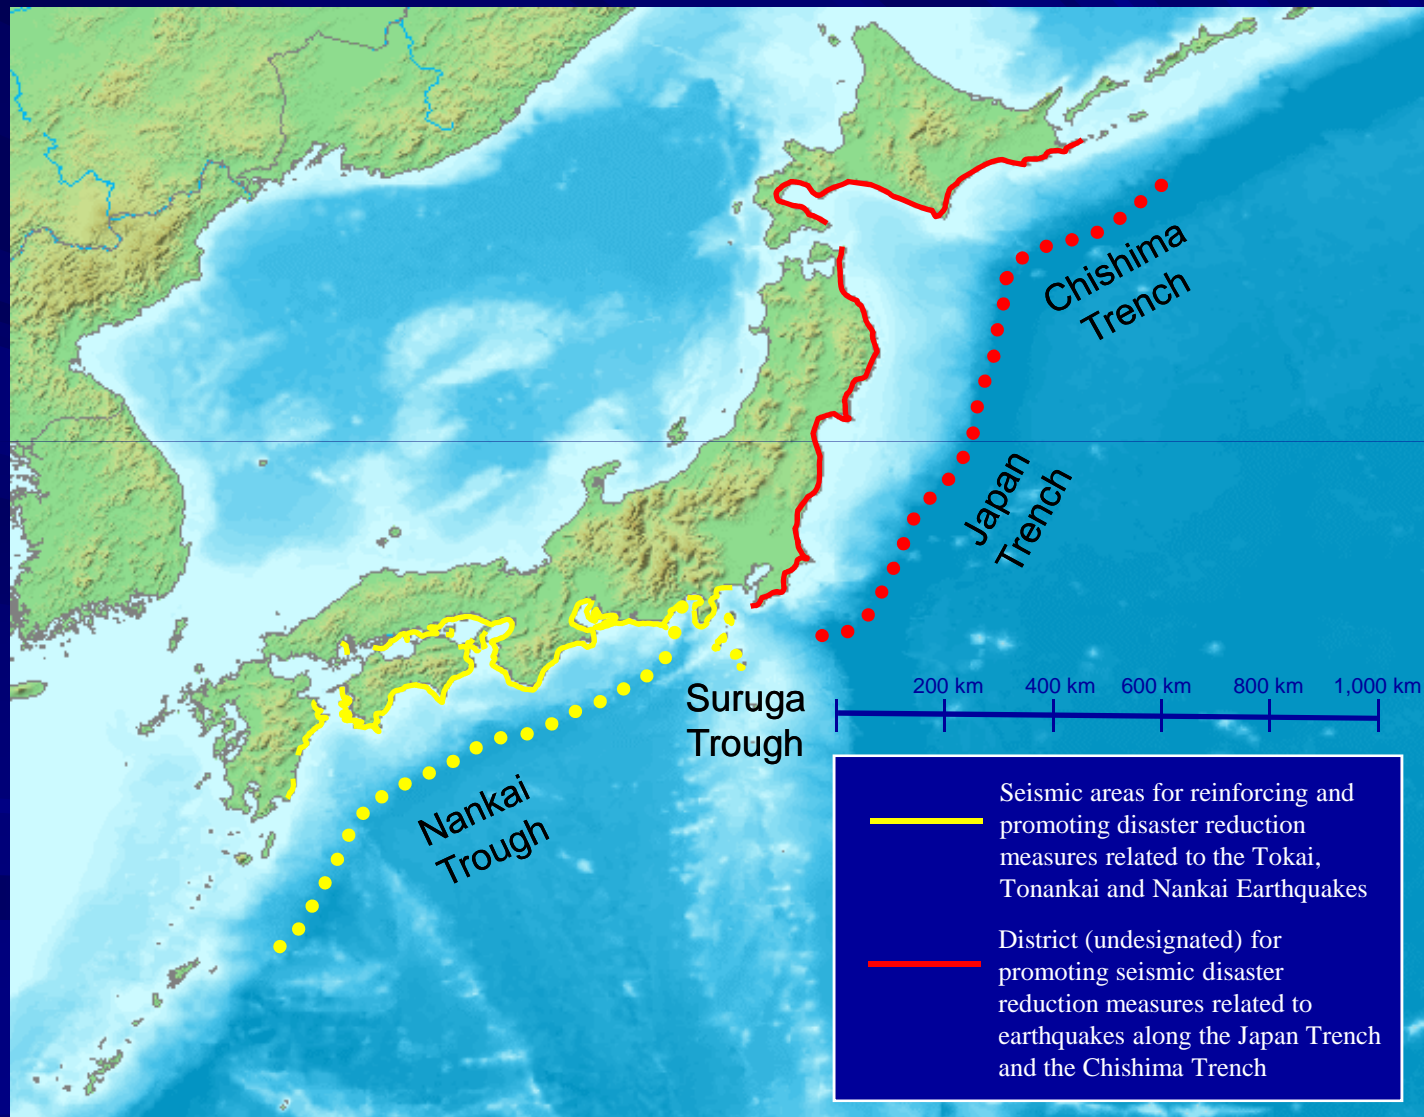 Chishima
Trench
Japan
Trench
Suruga
Trough
Nankai
Trough
200 km 400 km 600 km 800 km 1,000 km
Seismic areas for reinforcing and
promoting disaster reduction
measures related to the Tokai,
Tonankai and Nankai Earthquakes
District (undesignated) for
promoting seismic disaster
reduction measures related to
earthquakes along the Japan Trench
and the Chishima Trench